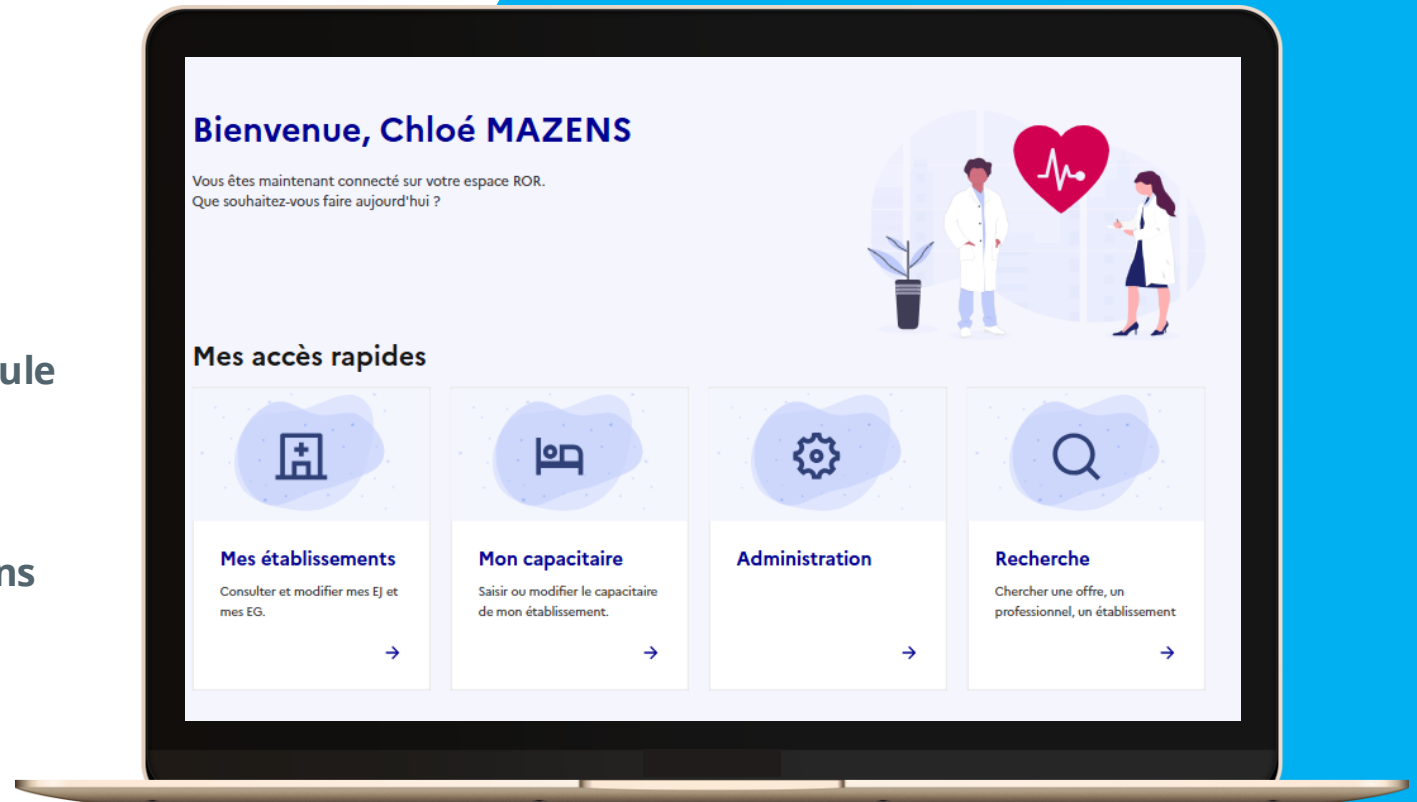 Bienvenue, Chloé MAZENS
Vous êtes maintenant connecté sur votre espace ROR.
Que souhaitez-vous faire aujourd'hui ?
ule
ns
Mes accès rapides
Mes établissements
Consulter et modifier mes EJ et
mes EG.
Mon capacitaire
Saisir ou modifier le capacitaire
de mon établissement.
Administration
Recherche
Chercher une offre, un
professionnel, un établissement